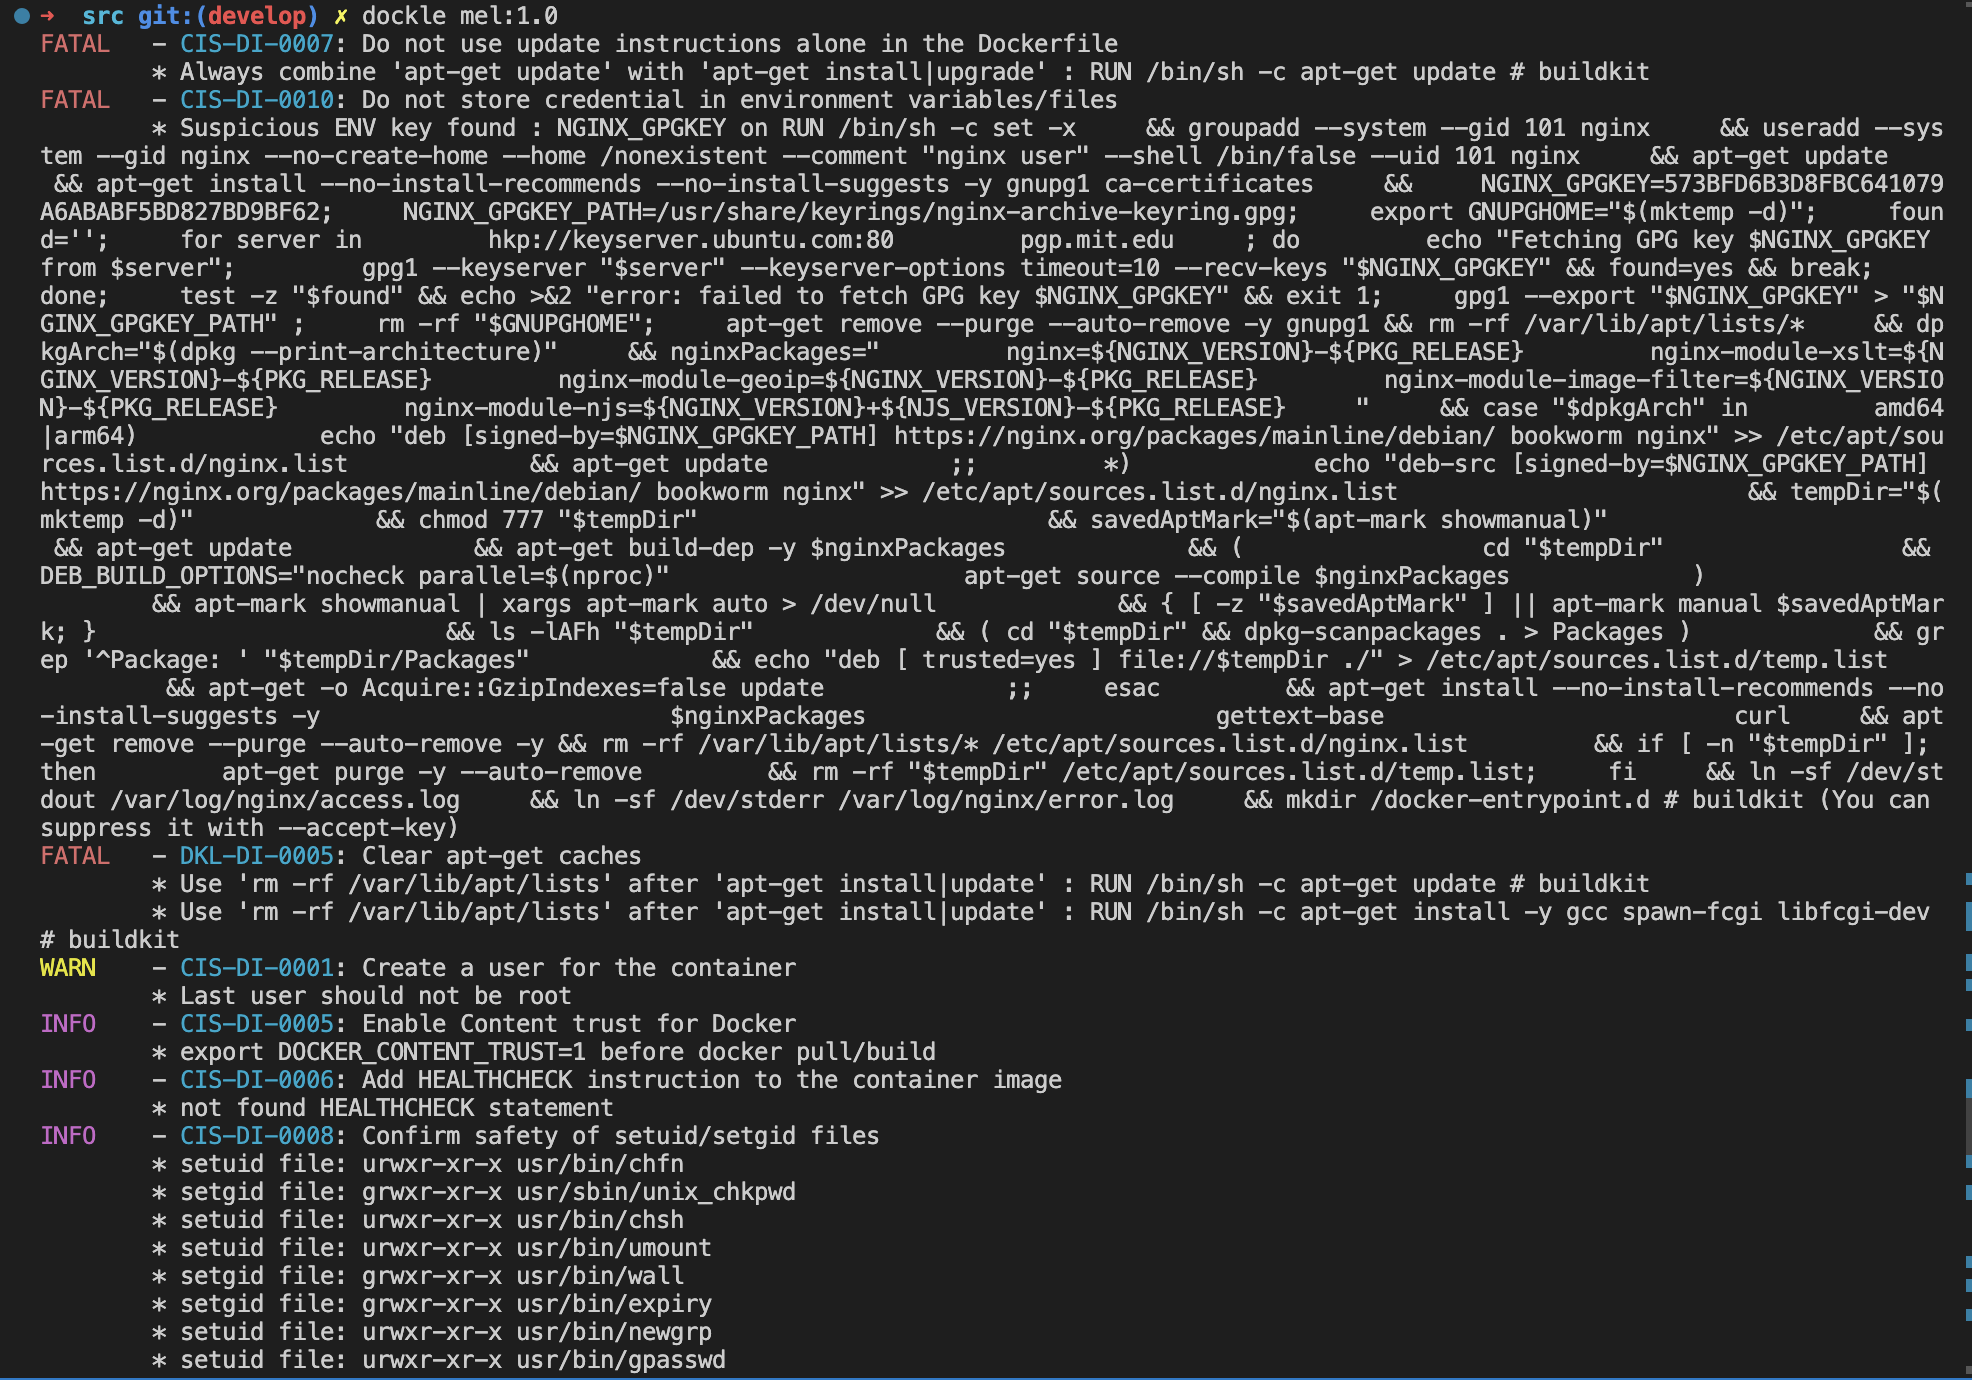 ➜  src git:(develop) ✗ dockle mel:1.0
FATAL   - CIS-DI-0007: Do not use update instructions alone in the Dockerfile
        * Always combine 'apt-get update' with 'apt-get install|upgrade' : RUN /bin/sh -c apt-get update # buildkit
FATAL   - CIS-DI-0010: Do not store credential in environment variables/files
        * Suspicious ENV key found : NGINX_GPGKEY on RUN /bin/sh -c set -x     && groupadd --system --gid 101 nginx     && useradd --sys
tem --gid nginx --no-create-home --home /nonexistent --comment "nginx user" --shell /bin/false --uid 101 nginx     && apt-get update
 && apt-get install --no-install-recommends --no-install-suggests -y gnupg1 ca-certificates     &&     NGINX_GPGKEY=573BFD6B3D8FBC641079
A6ABABF5BD827BD9BF62;     NGINX_GPGKEY_PATH=/usr/share/keyrings/nginx-archive-keyring.gpg;     export GNUPGHOME="$(mktemp -d)";     foun
d='';     for server in         hkp://keyserver.ubuntu.com:80         pgp.mit.edu     ; do         echo "Fetching GPG key $NGINX_GPGKEY
from $server";         gpg1 --keyserver "$server" --keyserver-options timeout=10 --recv-keys "$NGINX_GPGKEY" && found=yes && break;
done;     test -z "$found" && echo >&2 "error: failed to fetch GPG key $NGINX_GPGKEY" && exit 1;     gpg1 --export "$NGINX_GPGKEY" > "$N
GINX_GPGKEY_PATH" ;     rm -rf "$GNUPGHOME";     apt-get remove --purge --auto-remove -y gnupg1 && rm -rf /var/lib/apt/lists/*     && dp
kgArch="$(dpkg --print-architecture)"     && nginxPackages="         nginx=${NGINX_VERSION}-${PKG_RELEASE}         nginx-module-xslt=${N
GINX_VERSION}-${PKG_RELEASE}         nginx-module-geoip=${NGINX_VERSION}-${PKG_RELEASE}         nginx-module-image-filter=${NGINX_VERSIO
N}-${PKG_RELEASE}         nginx-module-njs=${NGINX_VERSION}+${NJS_VERSION}-${PKG_RELEASE}     "     && case "$dpkgArch" in         amd64
|arm64)             echo "deb [signed-by=$NGINX_GPGKEY_PATH] https://nginx.org/packages/mainline/debian/ bookworm nginx" >> /etc/apt/sou
rces.list.d/nginx.list             && apt-get update             ;;         *)             echo "deb-src [signed-by=$NGINX_GPGKEY_PATH]
https://nginx.org/packages/mainline/debian/ bookworm nginx" >> /etc/apt/sources.list.d/nginx.list                         && tempDir="$(
mktemp -d)"             && chmod 777 "$tempDir"                         && savedAptMark="$(apt-mark showmanual)"
 && apt-get update             && apt-get build-dep -y $nginxPackages             && (                 cd "$tempDir"                 &&
DEB_BUILD_OPTIONS="nocheck parallel=$(nproc)"                     apt-get source --compile $nginxPackages             )
        && apt-mark showmanual | xargs apt-mark auto > /dev/null             && { [ -z "$savedAptMark" ] || apt-mark manual $savedAptMar
k; }                         && ls -lAFh "$tempDir"             && ( cd "$tempDir" && dpkg-scanpackages . > Packages )             && gr
ep '^Package: ' "$tempDir/Packages"             && echo "deb [ trusted=yes ] file://$tempDir ./" > /etc/apt/sources.list.d/temp.list
         && apt-get -o Acquire::GzipIndexes=false update             ;;     esac         && apt-get install --no-install-recommends --no
-install-suggests -y                         $nginxPackages                         gettext-base                         curl     && apt
-get remove --purge --auto-remove -y && rm -rf /var/lib/apt/lists/* /etc/apt/sources.list.d/nginx.list         && if [ -n "$tempDir" ];
then         apt-get purge -y --auto-remove         && rm -rf "$tempDir" /etc/apt/sources.list.d/temp.list;     fi     && ln -sf /dev/st
dout /var/log/nginx/access.log     && ln -sf /dev/stderr /var/log/nginx/error.log     && mkdir /docker-entrypoint.d # buildkit (You can
suppress it with --accept-key)
FATAL   - DKL-DI-0005: Clear apt-get caches
        * Use 'rm -rf /var/lib/apt/lists' after 'apt-get install|update' : RUN /bin/sh -c apt-get update # buildkit
        * Use 'rm -rf /var/lib/apt/lists' after 'apt-get install|update' : RUN /bin/sh -c apt-get install -y gcc spawn-fcgi libfcgi-dev
# buildkit
WARN    - CIS-DI-0001: Create a user for the container
        * Last user should not be root
INFO    - CIS-DI-0005: Enable Content trust for Docker
        * export DOCKER_CONTENT_TRUST=1 before docker pull/build
INFO    - CIS-DI-0006: Add HEALTHCHECK instruction to the container image
        * not found HEALTHCHECK statement
INFO    - CIS-DI-0008: Confirm safety of setuid/setgid files
        * setuid file: urwxr-xr-x usr/bin/chfn
        * setgid file: grwxr-xr-x usr/sbin/unix_chkpwd
        * setuid file: urwxr-xr-x usr/bin/chsh
        * setuid file: urwxr-xr-x usr/bin/umount
        * setgid file: grwxr-xr-x usr/bin/wall
        * setgid file: grwxr-xr-x usr/bin/expiry
        * setuid file: urwxr-xr-x usr/bin/newgrp
        * setuid file: urwxr-xr-x usr/bin/gpasswd